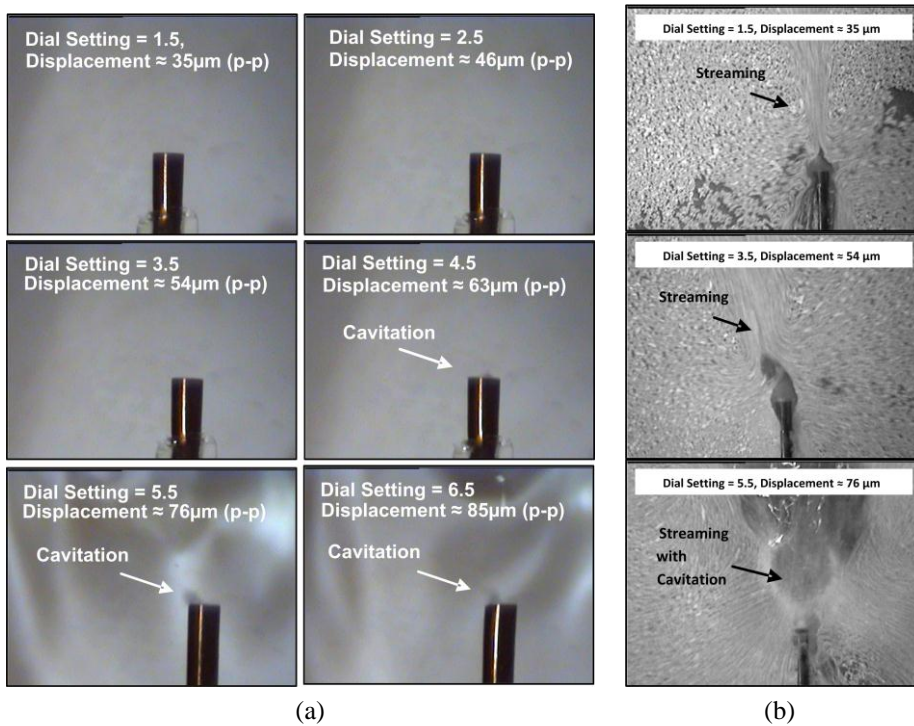 Dial Setting = 1.5,
Displacement ≈ 35µm (p-p)
Dial Setting = 2.5
Displacement ≈ 46µm (p-p)
Dial Setting = 3.5
Displacement ≈ 54µm (p-p)
Dial Setting = 4.5
Displacement ≈ 63µm (p-p)
Cavitation
Dial Setting = 5.5
Displacement ≈ 76µm (p-p)
Cavitation
Dial Setting = 6.5
Displacement ≈ 85µm (p-p)
Cavitation
(a)
Dial Setting = 1.5, Displacement ≈ 35 µm
Streaming
Dial Setting = 3.5, Displacement ≈ 54 µm
Streaming
Dial Setting = 5.5, Displacement ≈ 76 µm
Streaming
with
Cavitation
(b)